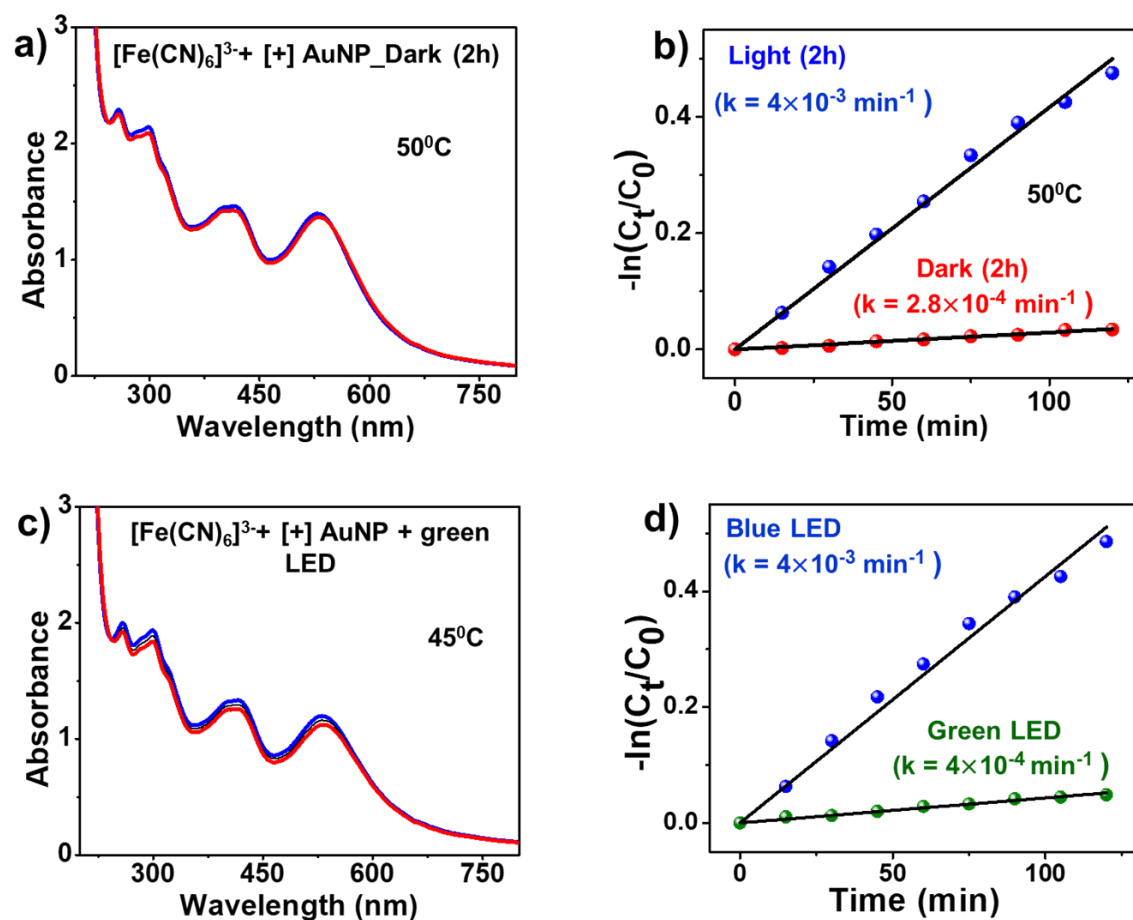 a)
[Fe(CN)₆]³⁻+ [+] AuNP_Dark (2h)
50⁰C
3
2
1
0
Absorbance
300 450 600 750
Wavelength (nm)
b)
Light (2h)
(k = 4×10⁻³ min⁻¹ )
50⁰C
Dark (2h)
(k = 2.8×10⁻⁴ min⁻¹ )
0.4
0.2
0.0
-ln(Cₜ/C₀)
0 50 100
Time (min)
c)
[Fe(CN)₆]³⁻+ [+] AuNP + green
LED
45⁰C
3
2
1
0
Absorbance
300 450 600 750
Wavelength (nm)
d)
Blue LED
(k = 4×10⁻³ min⁻¹ )
Green LED
(k = 4×10⁻⁴ min⁻¹ )
0.4
0.2
0.0
-ln(Cₜ/C₀)
0 50 100
Time (min)